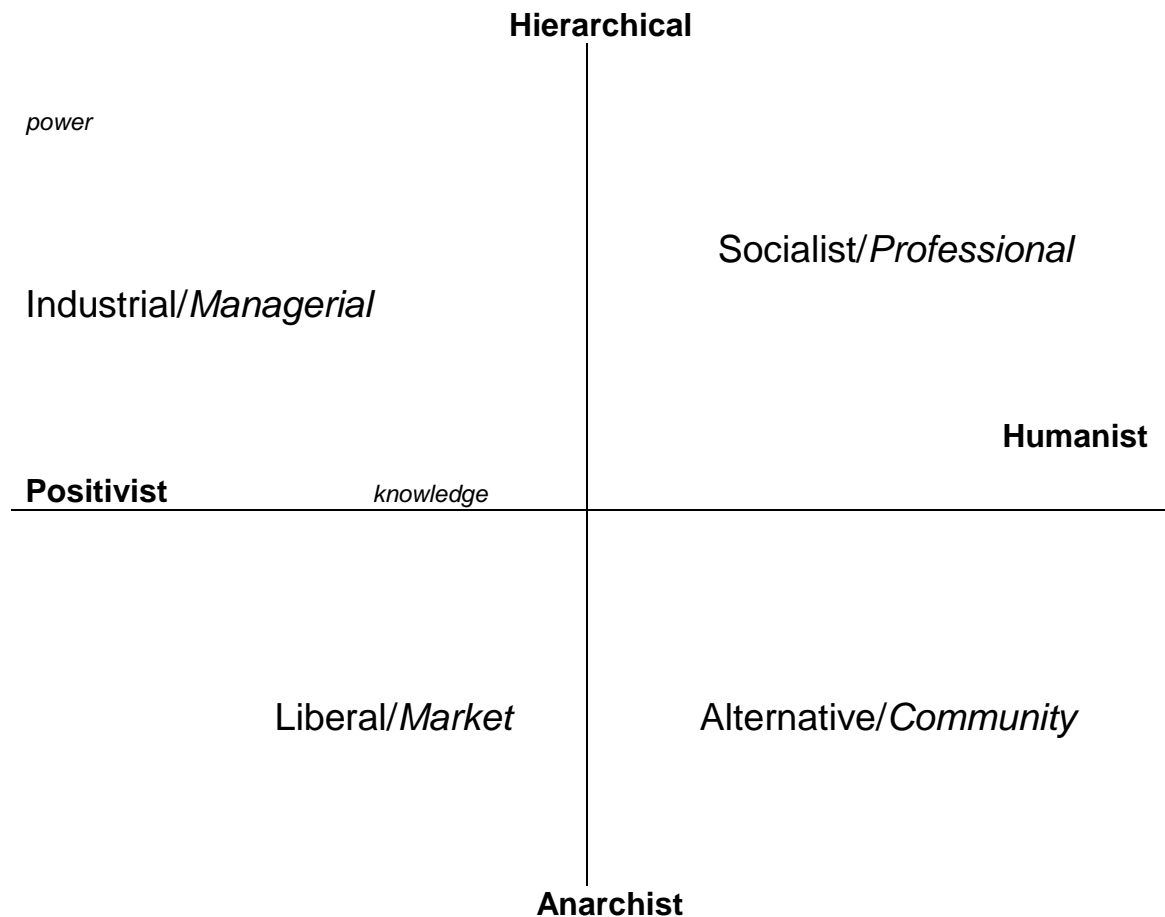 Hierarchical
power
Socialist/Professional
Industrial/Managerial
Humanist
Positivist knowledge
Liberal/Market Alternative/Community
Anarchist